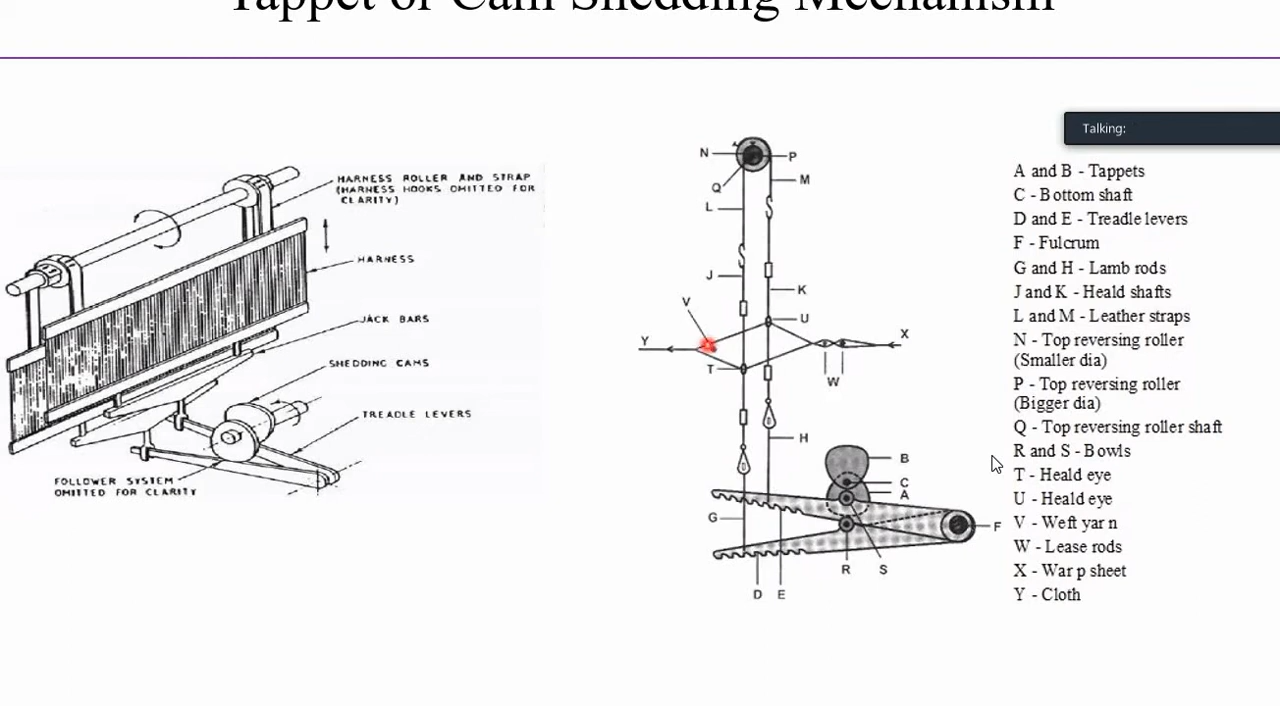 Tappet or Cam Shedding Mechanism
Talking:
HARNESS ROLLER AND STRAP
(HARNESS HOOKS OMITTED FOR
CLARITY)
HARNESS
JACK BARS
SHEDDING CAMS
TREADLE LEVERS
FOLLOWER SYSTEM
OMITTED FOR CLARITY
N
P
Q
M
L
J
K
V
U
Y
X
T
W
H
B
C
A
G
F
R
S
D
E
A and B - Tappets
C - Bottom shaft
D and E - Treadle levers
F - Fulcrum
G and H - Lamb rods
J and K - Heald shafts
L and M - Leather straps
N - Top reversing roller
(Smaller dia)
P - Top reversing roller
(Bigger dia)
Q - Top reversing roller shaft
R and S - Bowls
T - Heald eye
U - Heald eye
V - Weft yarn
W - Lease rods
X - Warp sheet
Y - Cloth